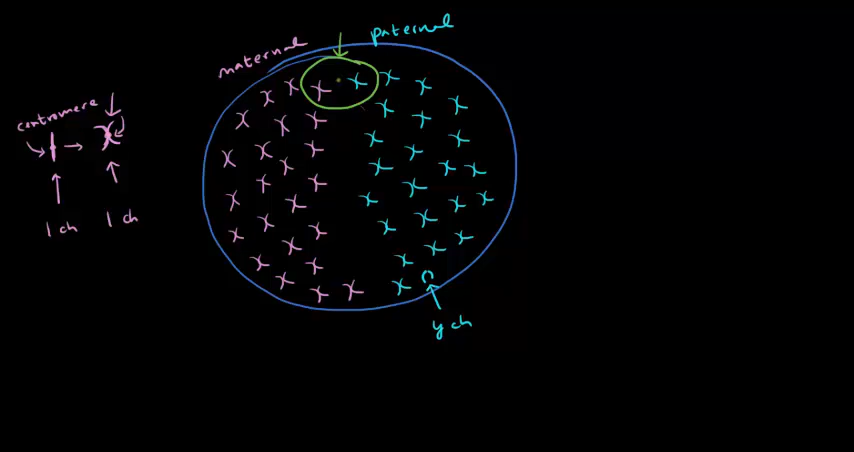 paternal
maternal
centromere
1 ch
1 ch
y ch